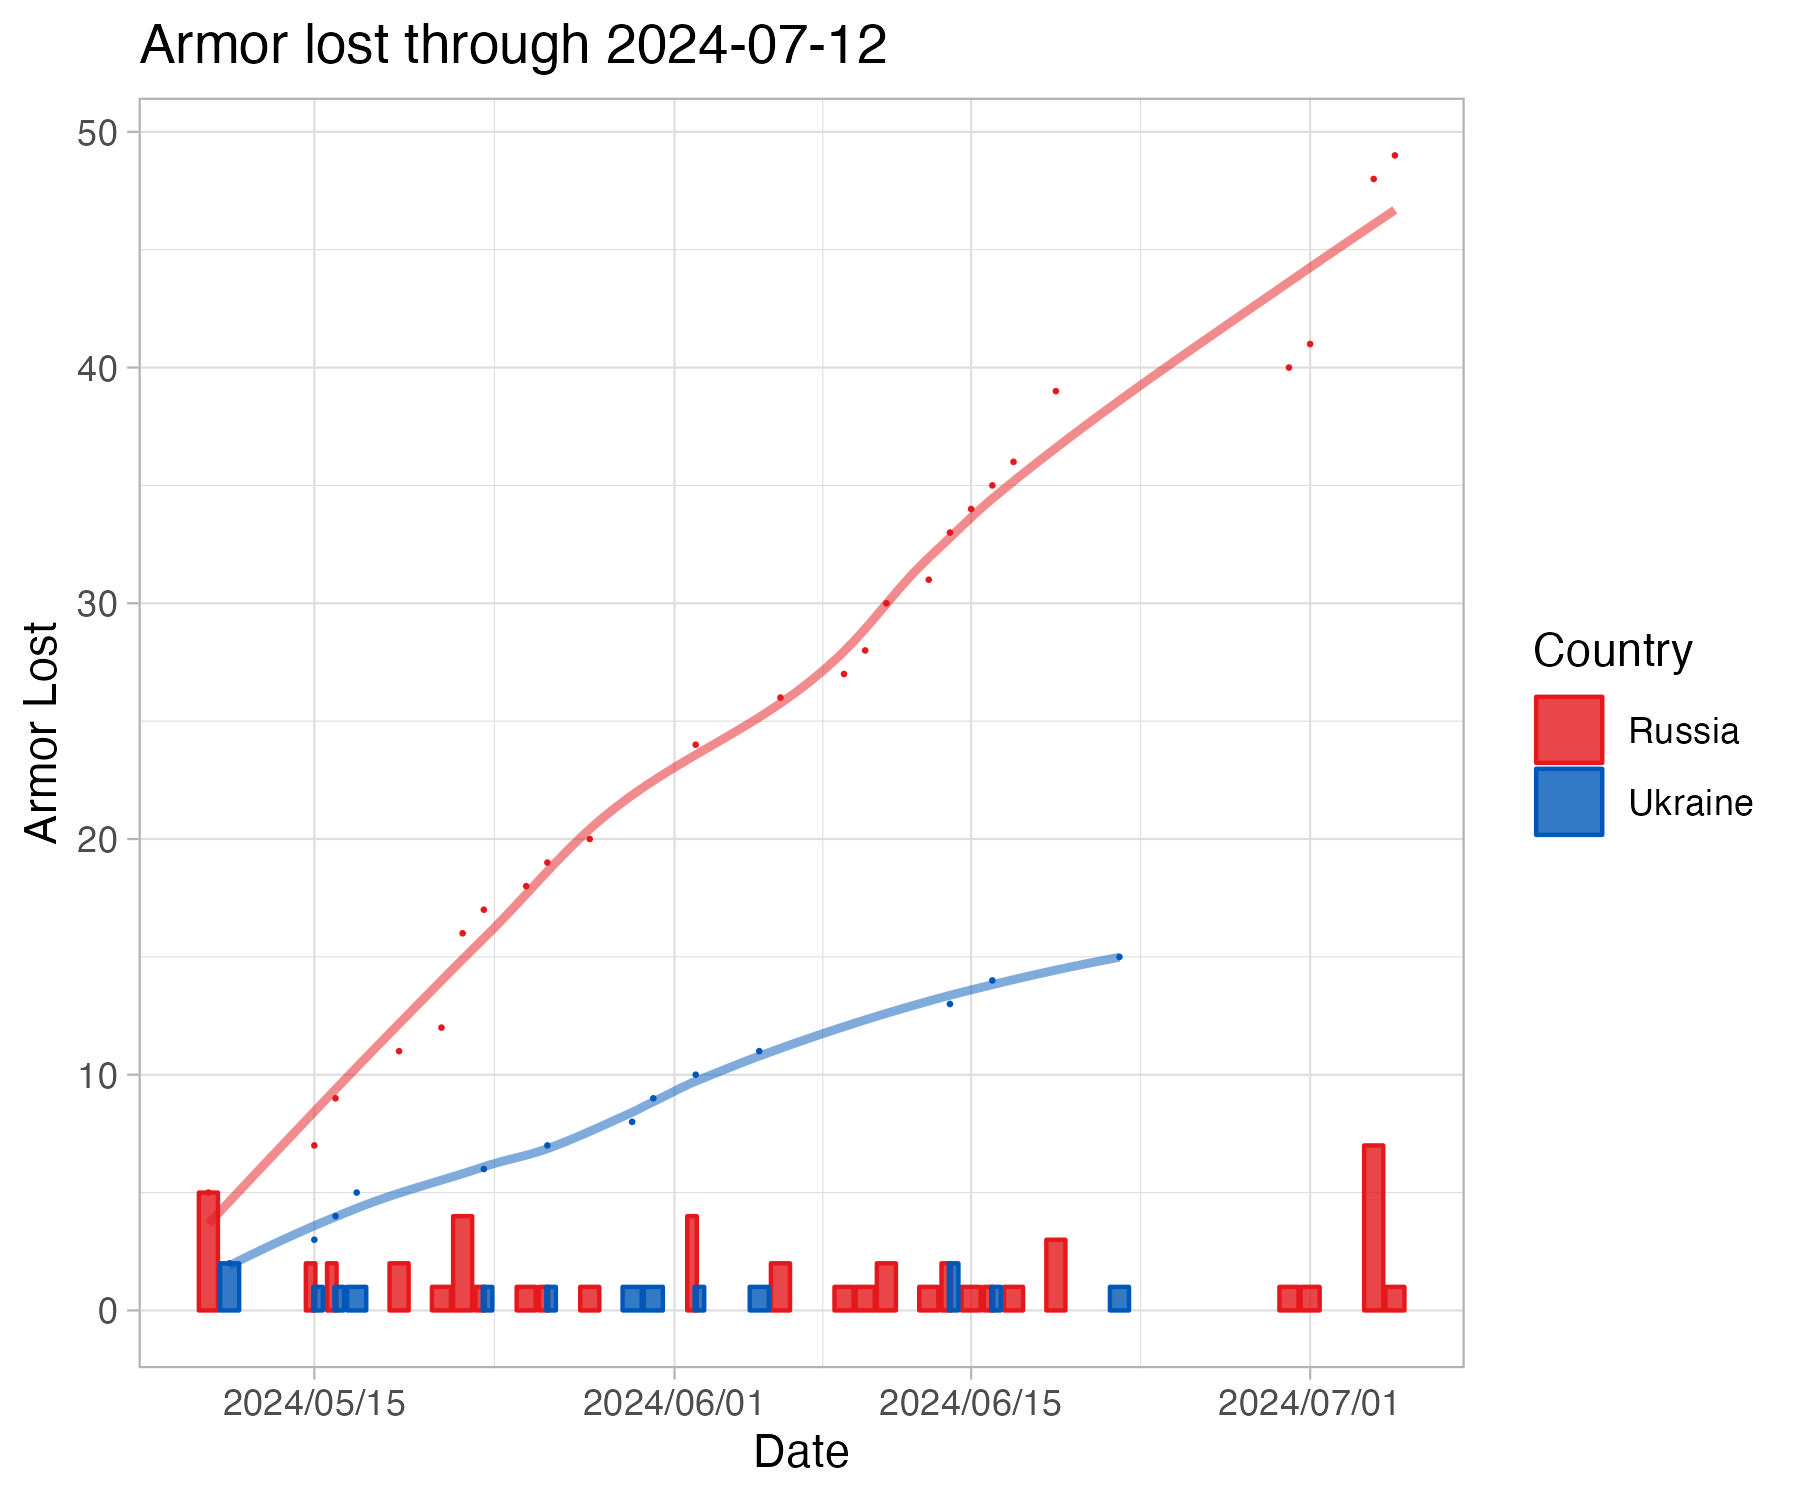 Armor lost through 2024-07-12
50
40
30
20
10
0
Armor Lost
2024/05/15
2024/06/01
2024/06/15
2024/07/01
Date
Country
Russia
Ukraine